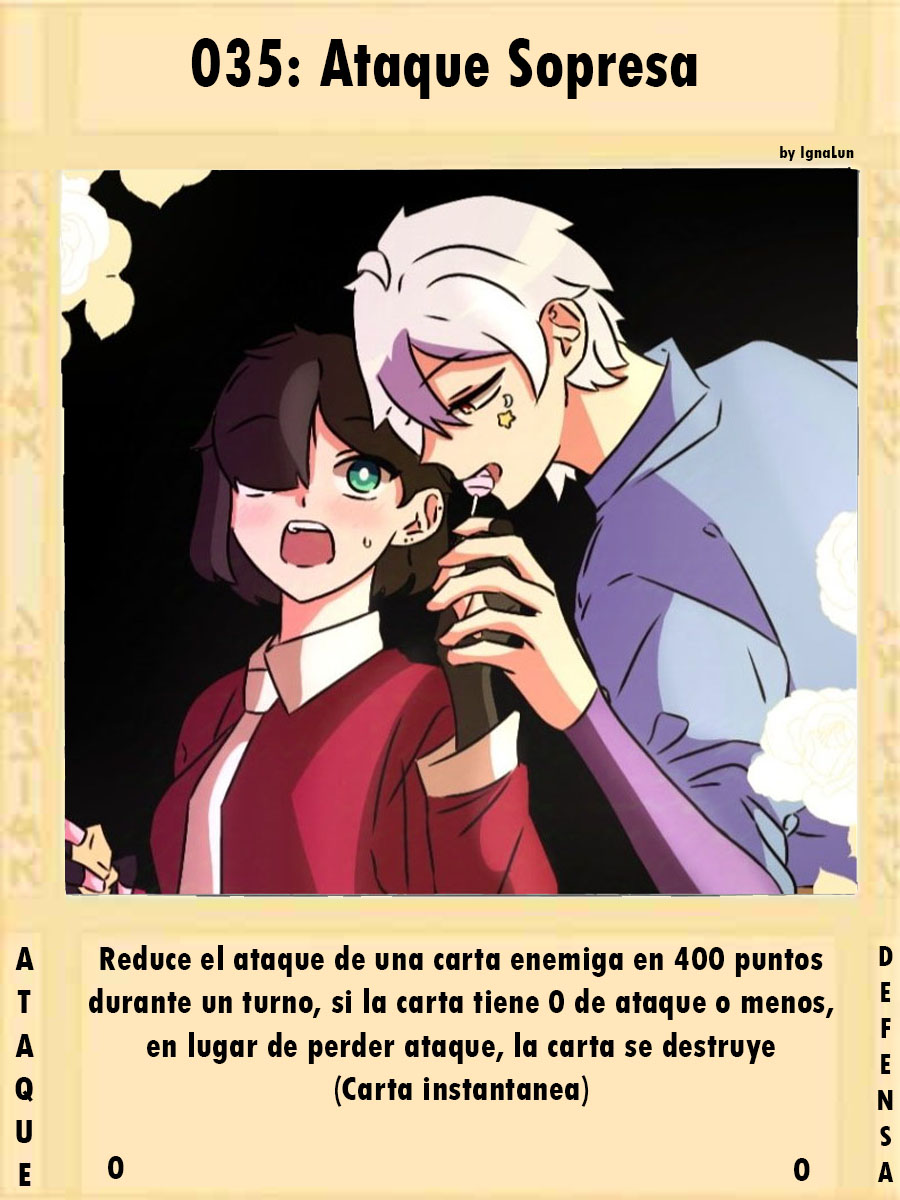 035: Ataque Sopresa
by IgnaLun
Reduce el ataque de una carta enemiga en 400 puntos
durante un turno, si la carta tiene 0 de ataque o menos,
en lugar de perder ataque, la carta se destruye
(Carta instantanea)
ATAQUE
0
0
DEFENSA